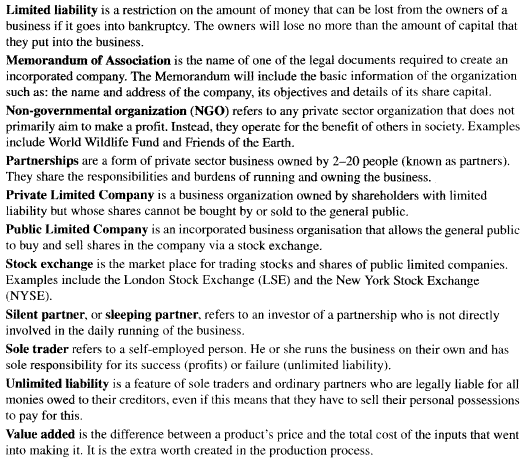 Limited liability is a restriction on the amount of money that can be lost from the owners of a
business if it goes into bankruptcy. The owners will lose no more than the amount of capital that
they put into the business.
Memorandum of Association is the name of one of the legal documents required to create an
incorporated company. The Memorandum will include the basic information of the organization
such as: the name and address of the company, its objectives and details of its share capital.
Non-governmental organization (NGO) refers to any private sector organization that does not
primarily aim to make a profit. Instead, they operate for the benefit of others in society. Examples
include World Wildlife Fund and Friends of the Earth.
Partnerships are a form of private sector business owned by 2–20 people (known as partners).
They share the responsibilities and burdens of running and owning the business.
Private Limited Company is a business organization owned by shareholders with limited
liability but whose shares cannot be bought by or sold to the general public.
Public Limited Company is an incorporated business organisation that allows the general public
to buy and sell shares in the company via a stock exchange.
Stock exchange is the market place for trading stocks and shares of public limited companies.
Examples include the London Stock Exchange (LSE) and the New York Stock Exchange
(NYSE).
Silent partner, or sleeping partner, refers to an investor of a partnership who is not directly
involved in the daily running of the business.
Sole trader refers to a self-employed person. He or she runs the business on their own and has
sole responsibility for its success (profits) or failure (unlimited liability).
Unlimited liability is a feature of sole traders and ordinary partners who are legally liable for all
monies owed to their creditors, even if this means that they have to sell their personal possessions
to pay for this.
Value added is the difference between a product's price and the total cost of the inputs that went
into making it. It is the extra worth created in the production process.